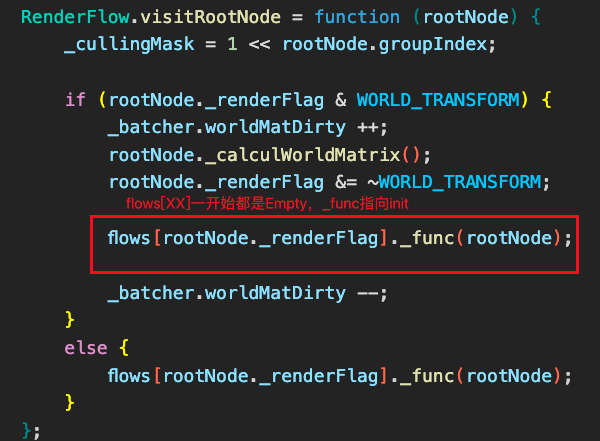 RenderFlow.visitRootNode = function (rootNode) {
_cullingMask = 1 << rootNode.groupIndex;
if (rootNode._renderFlag & WORLD_TRANSFORM) {
_batcher.worldMatDirty ++;
rootNode._calculWorldMatrix();
rootNode._renderFlag &= ~WORLD_TRANSFORM;
flows[XX]一开始都是Empty，_func指向init
flows[rootNode._renderFlag]._func(rootNode);
_batcher.worldMatDirty --;
}
else {
flows[rootNode._renderFlag]._func(rootNode);
}
};